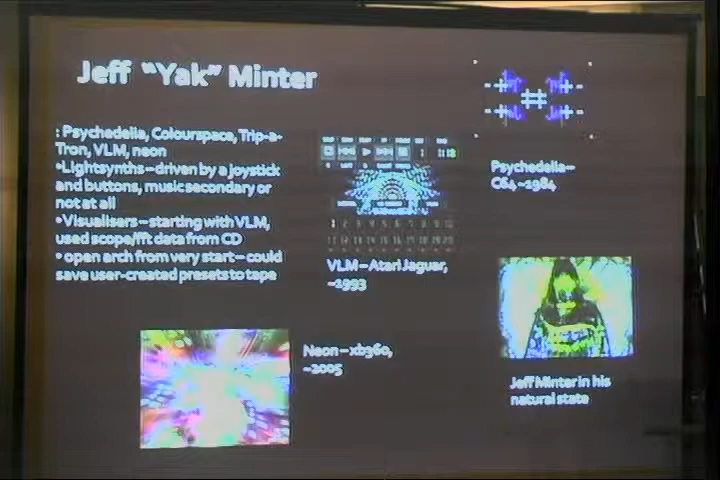 Jeff “Yak” Minter
: Psychedelia, Colourspace, Trip-a-
Tron, VLM, neon
•Lightsynths – driven by a joystick
and buttons, music secondary or
not at all
•Visualisers – starting with VLM,
used scope/fft data from CD
• open arch from very start – could
save user-created presets to tape
Psychedelia –
C64 ~1984
VLM – Atari Jaguar,
~1993
Neon – xb360,
~2005
Jeff Minter in his
natural state